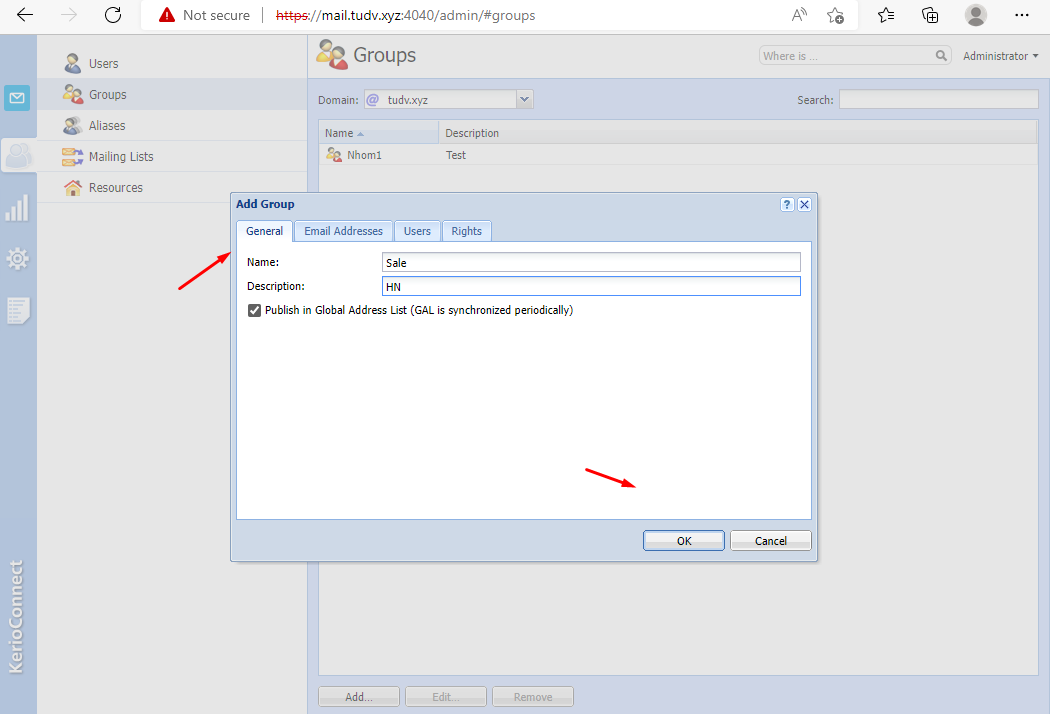 Not secure
https://mail.tudv.xyz:4040/admin/#groups
Users
Groups
Aliases
Mailing Lists
Resources
KerioConnect
Groups
Where is ...
Administrator
Domain: @ tudv.xyz
Search:
Name Description
Nhom1 Test
Add Group
?
General Email Addresses Users Rights
Name: Sale
Description: HN
Publish in Global Address List (GAL is synchronized periodically)
OK Cancel
Add... Edit... Remove